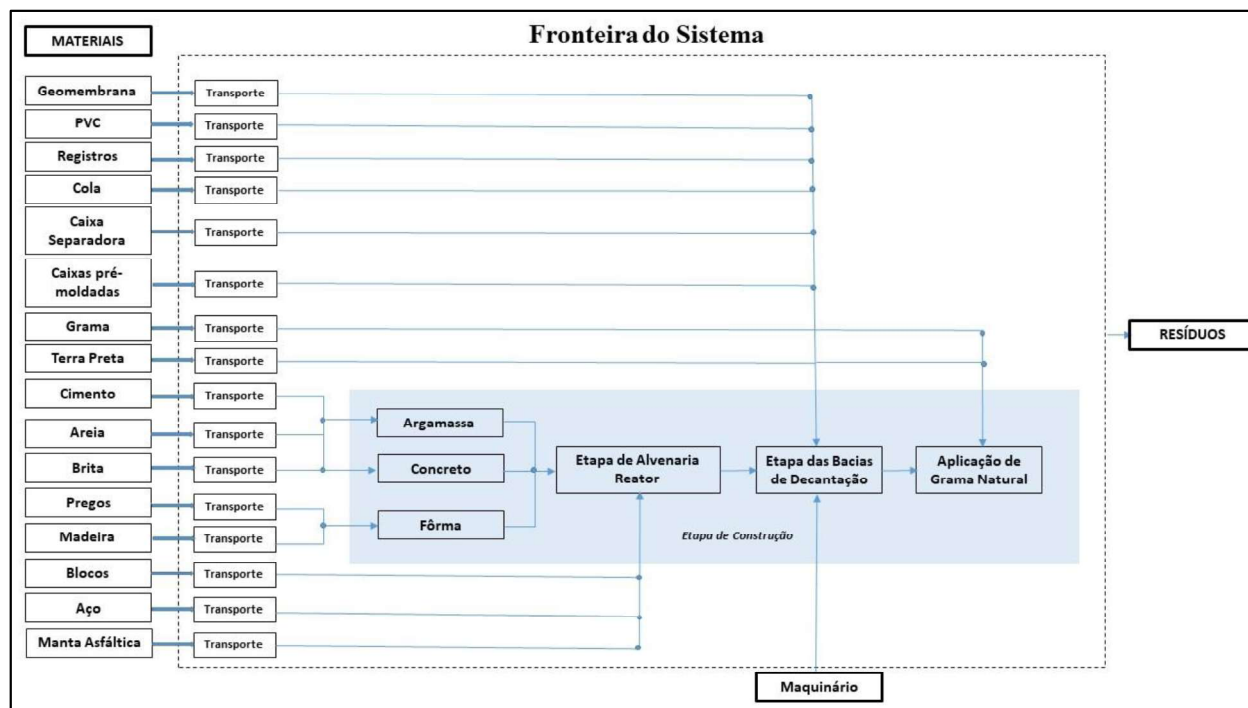 Fronteira do Sistema
MATERIAIS
Geomembrana
Transporte
PVC
Transporte
Registros
Transporte
Cola
Transporte
Caixa
Separadora
Transporte
Caixas pré-
moldadas
Transporte
Grama
Transporte
Terra Preta
Transporte
RESÍDUOS
Cimento
Transporte
Areia
Transporte
Brita
Transporte
Pregos
Transporte
Madeira
Transporte
Blocos
Transporte
Aço
Transporte
Manta Asfáltica
Transporte
Argamassa
Concreto
Fôrma
Etapa de Alvenaria
Reator
Etapa das Bacias
de Decantação
Aplicação de
Grama Natural
Etapa de Construção
Maquinário